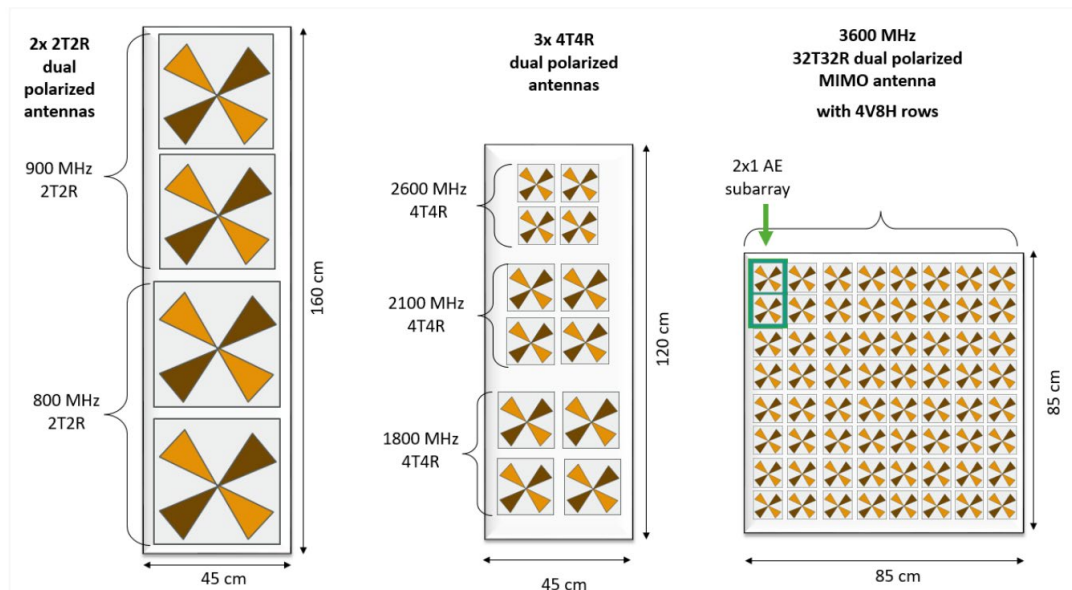 2x 2T2R
dual
polarized
antennas
900 MHz
2T2R
800 MHz
2T2R
160 cm
45 cm
3x 4T4R
dual polarized
antennas
2600 MHz
4T4R
2100 MHz
4T4R
1800 MHz
4T4R
120 cm
45 cm
3600 MHz
32T32R dual polarized
MIMO antenna
with 4V8H rows
2x1 AE
subarray
85 cm
85 cm